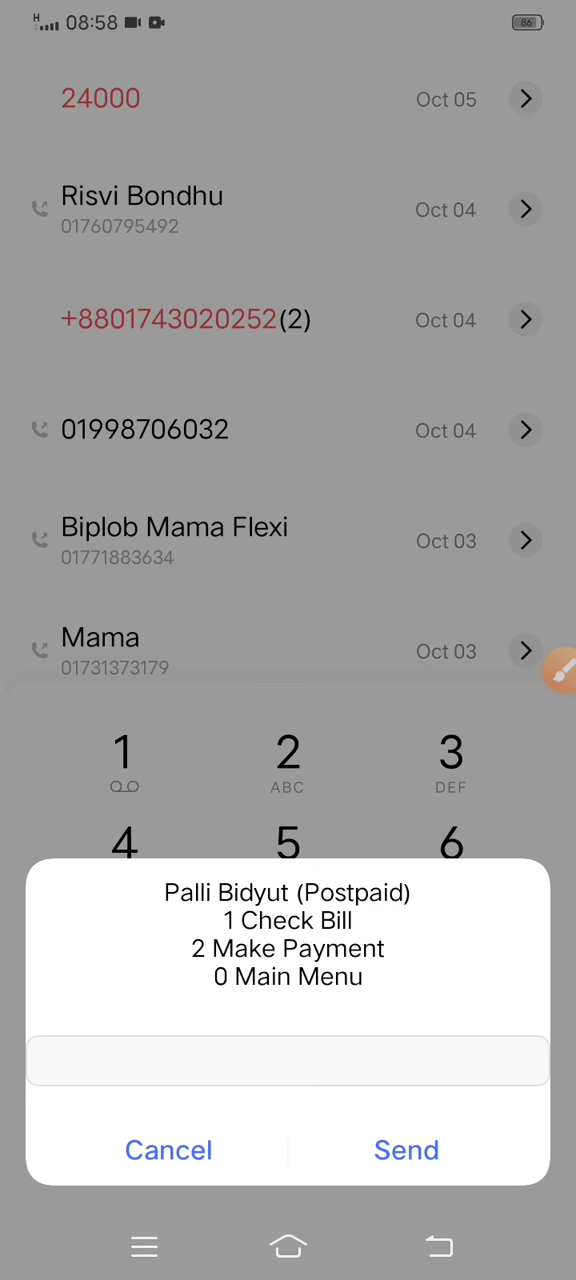 H
08:58
86
24000
Oct 05
Risvi Bondhu
01760795492
Oct 04
+8801743020252(2)
Oct 04
01998706032
Oct 04
Biplob Mama Flexi
01771883634
Oct 03
Mama
01731373179
Oct 03
1
2
ABC
3
DEF
4
5
6
Palli Bidyut (Postpaid)
1 Check Bill
2 Make Payment
0 Main Menu
Cancel
Send